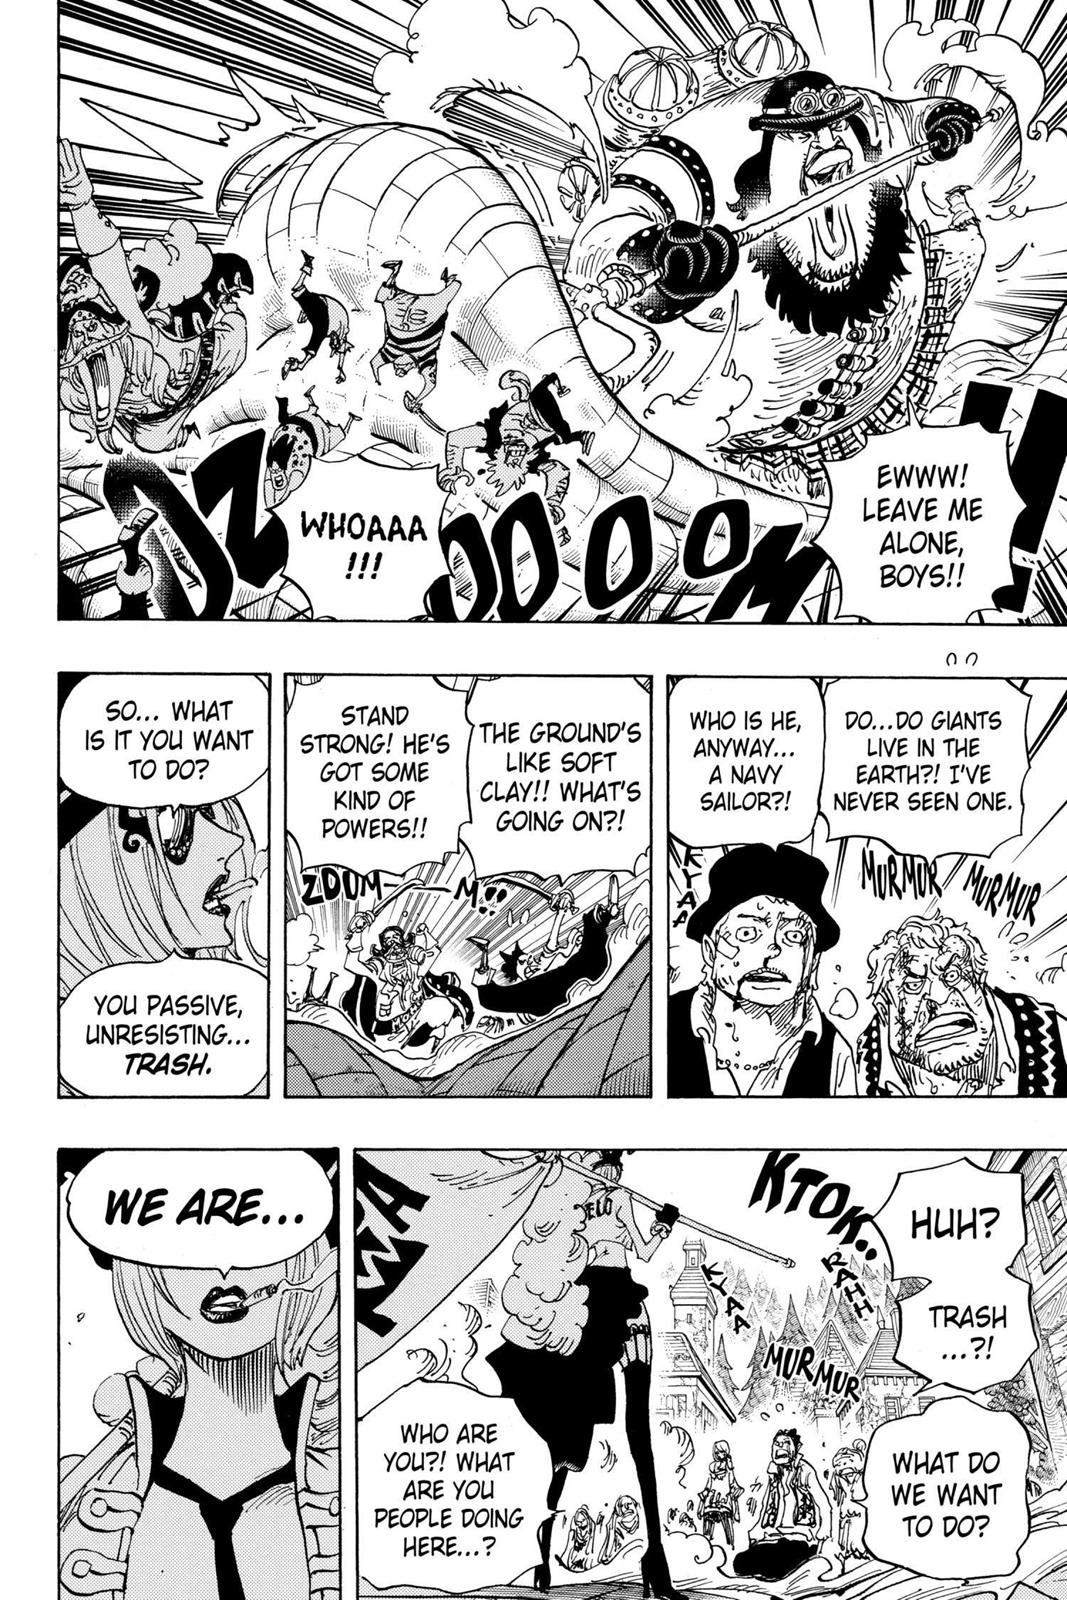 EWWW!
LEAVE ME
ALONE,
BOYS!!
WHOAAA
!!!
DO...DO GIANTS
LIVE IN THE
EARTH?! I'VE
NEVER SEEN ONE.
WHO IS HE,
ANYWAY...
A NAVY
SAILOR?!
MURMUR
MURMUR
KYAA
THE GROUND'S
LIKE SOFT
CLAY!! WHAT'S
GOING ON?!
STAND
STRONG! HE'S
GOT SOME
KIND OF
POWERS!!
ZDOM——M!!
SO... WHAT
IS IT YOU WANT
TO DO?
YOU PASSIVE,
UNRESISTING...
TRASH.
HUH?
TRASH
...?!
WHAT DO
WE WANT
TO DO?
KTOK..
RAHH
KYAA
MURMUR
WHO ARE
YOU?! WHAT
ARE YOU
PEOPLE DOING
HERE...?
WE ARE...